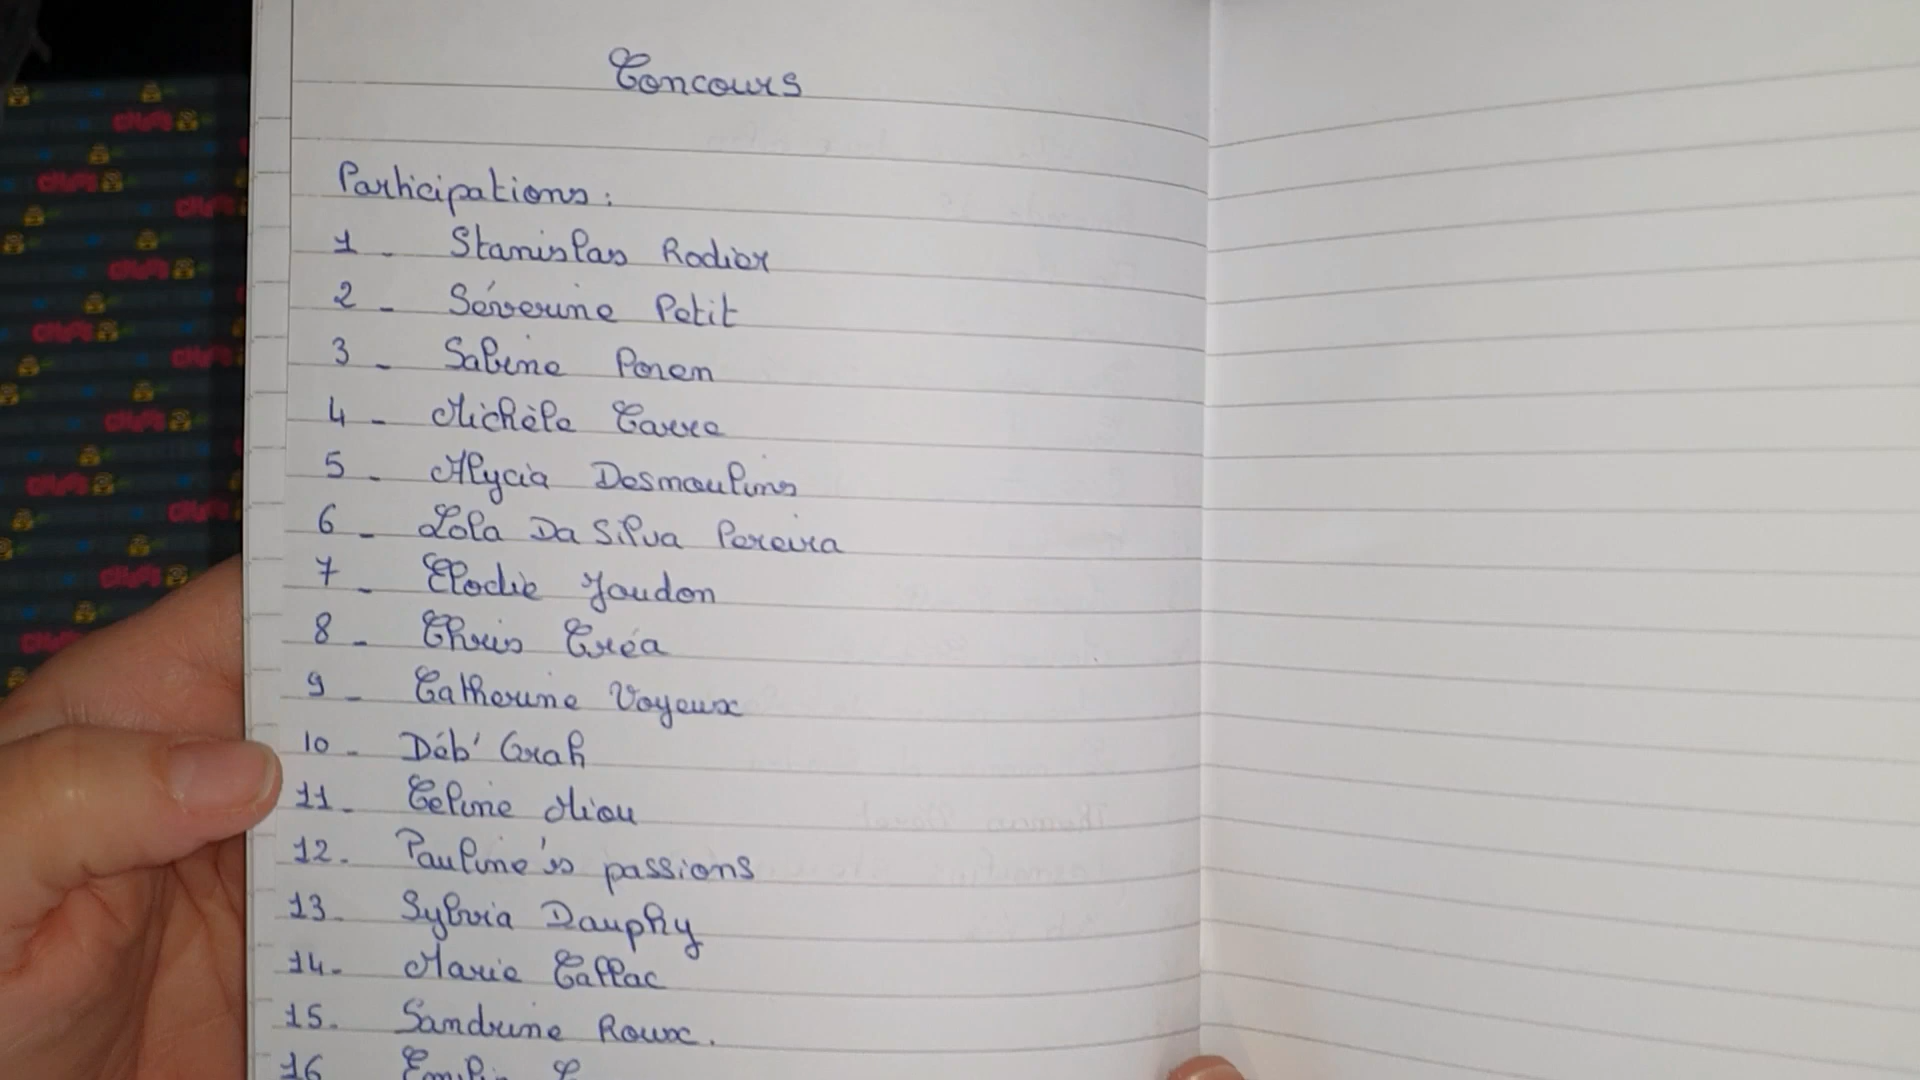 Concours
Participations :
1 - Stanislas Rodier
2 - Séverine Petit
3 - Sabine Poren
4 - Michèle Carre
5 - Alycia Desmoulins
6 - Lola Da Silva Pereira
7 - Elodie Jaudon
8 - Chris Créa
9 - Catherine Voyeux
10 - Déb' Grah
11 - Celine Miou
12. Pauline's passions
13. Sylvia Dauphy
14. Marie Caffac
15. Sandrine Roux.
16